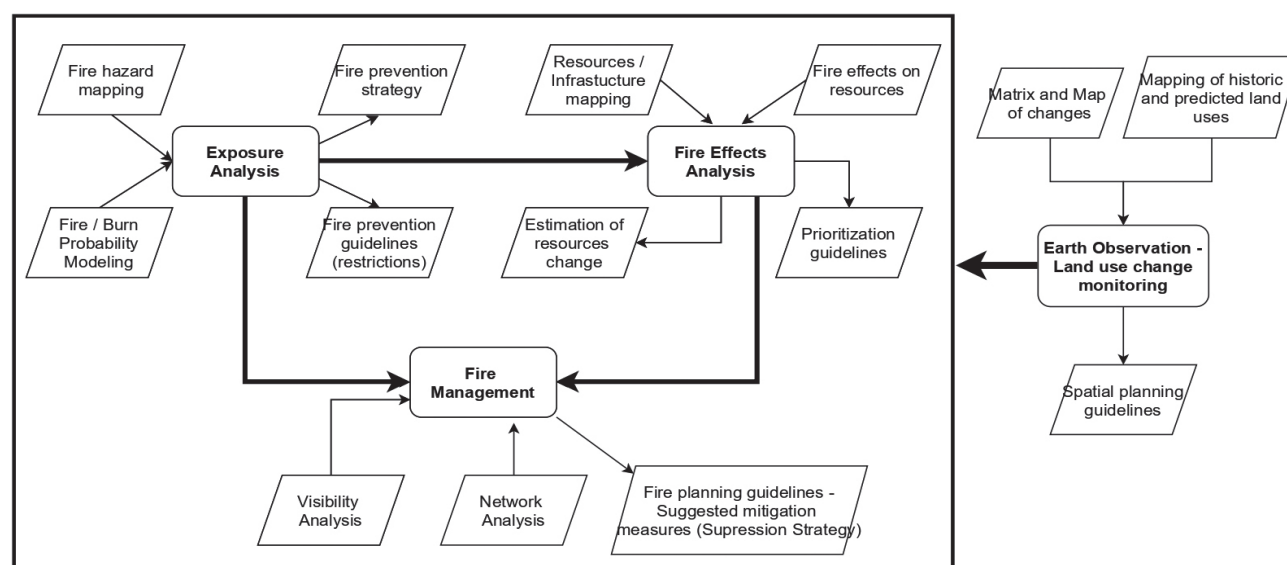 Fire hazard
mapping
Fire prevention
strategy
Resources /
Infrastucture
mapping
Fire effects on
resources
Matrix and Map
of changes
Mapping of historic
and predicted land
uses
Exposure
Analysis
Fire Effects
Analysis
Fire / Burn
Probability
Modeling
Fire prevention
guidelines
(restrictions)
Estimation of
resources
change
Prioritization
guidelines
Earth Observation -
Land use change
monitoring
Fire
Management
Spatial planning
guidelines
Visibility
Analysis
Network
Analysis
Fire planning guidelines -
Suggested mitigation
measures (Supression Strategy)